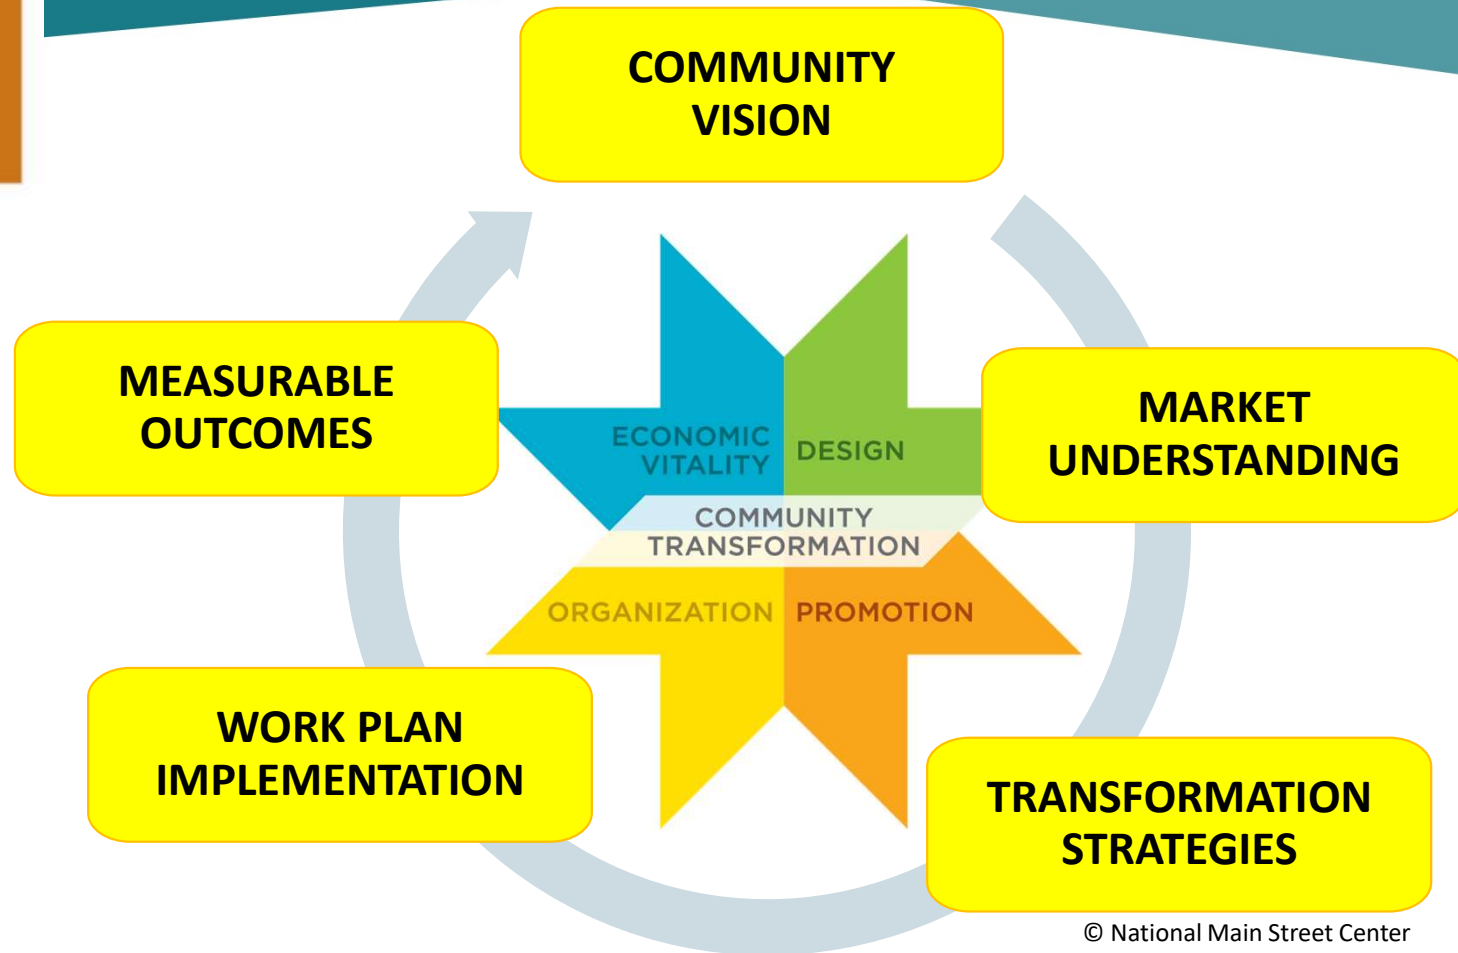 COMMUNITY
VISION
MEASURABLE
OUTCOMES
MARKET
UNDERSTANDING
ECONOMIC
VITALITY
DESIGN
COMMUNITY
TRANSFORMATION
ORGANIZATION
PROMOTION
WORK PLAN
IMPLEMENTATION
TRANSFORMATION
STRATEGIES
© National Main Street Center